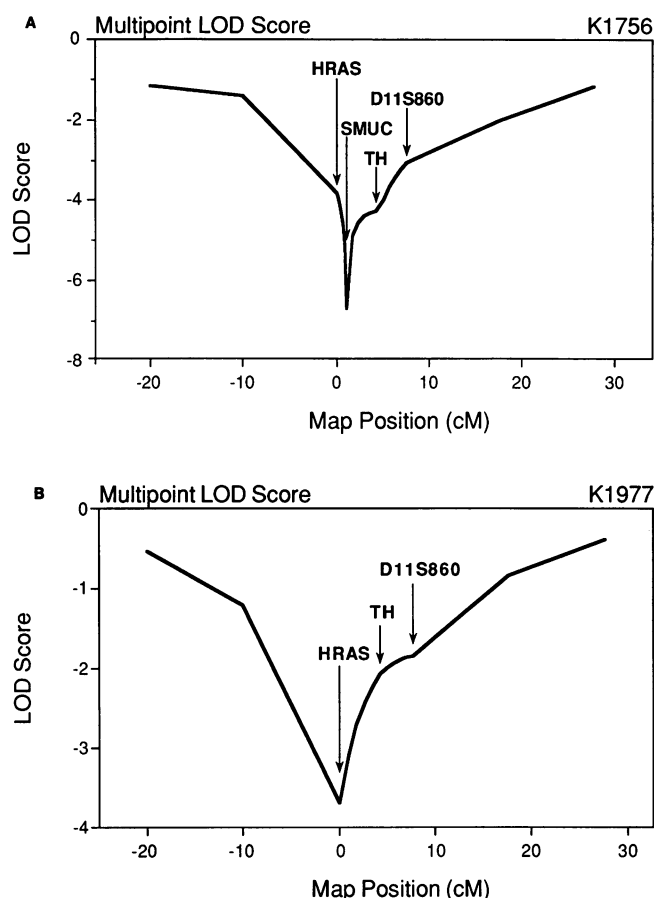 A Multipoint LOD Score K1756
0
HRAS
D11S860
-2
SMUC
TH
-4
LOD Score
-6
-8
-20 -10 0 10 20 30
Map Position (cM)
B Multipoint LOD Score K1977
0
D11S860
-1
TH
HRAS
-2
LOD Score
-3
-4
-20 -10 0 10 20 30
Map Position (cM)